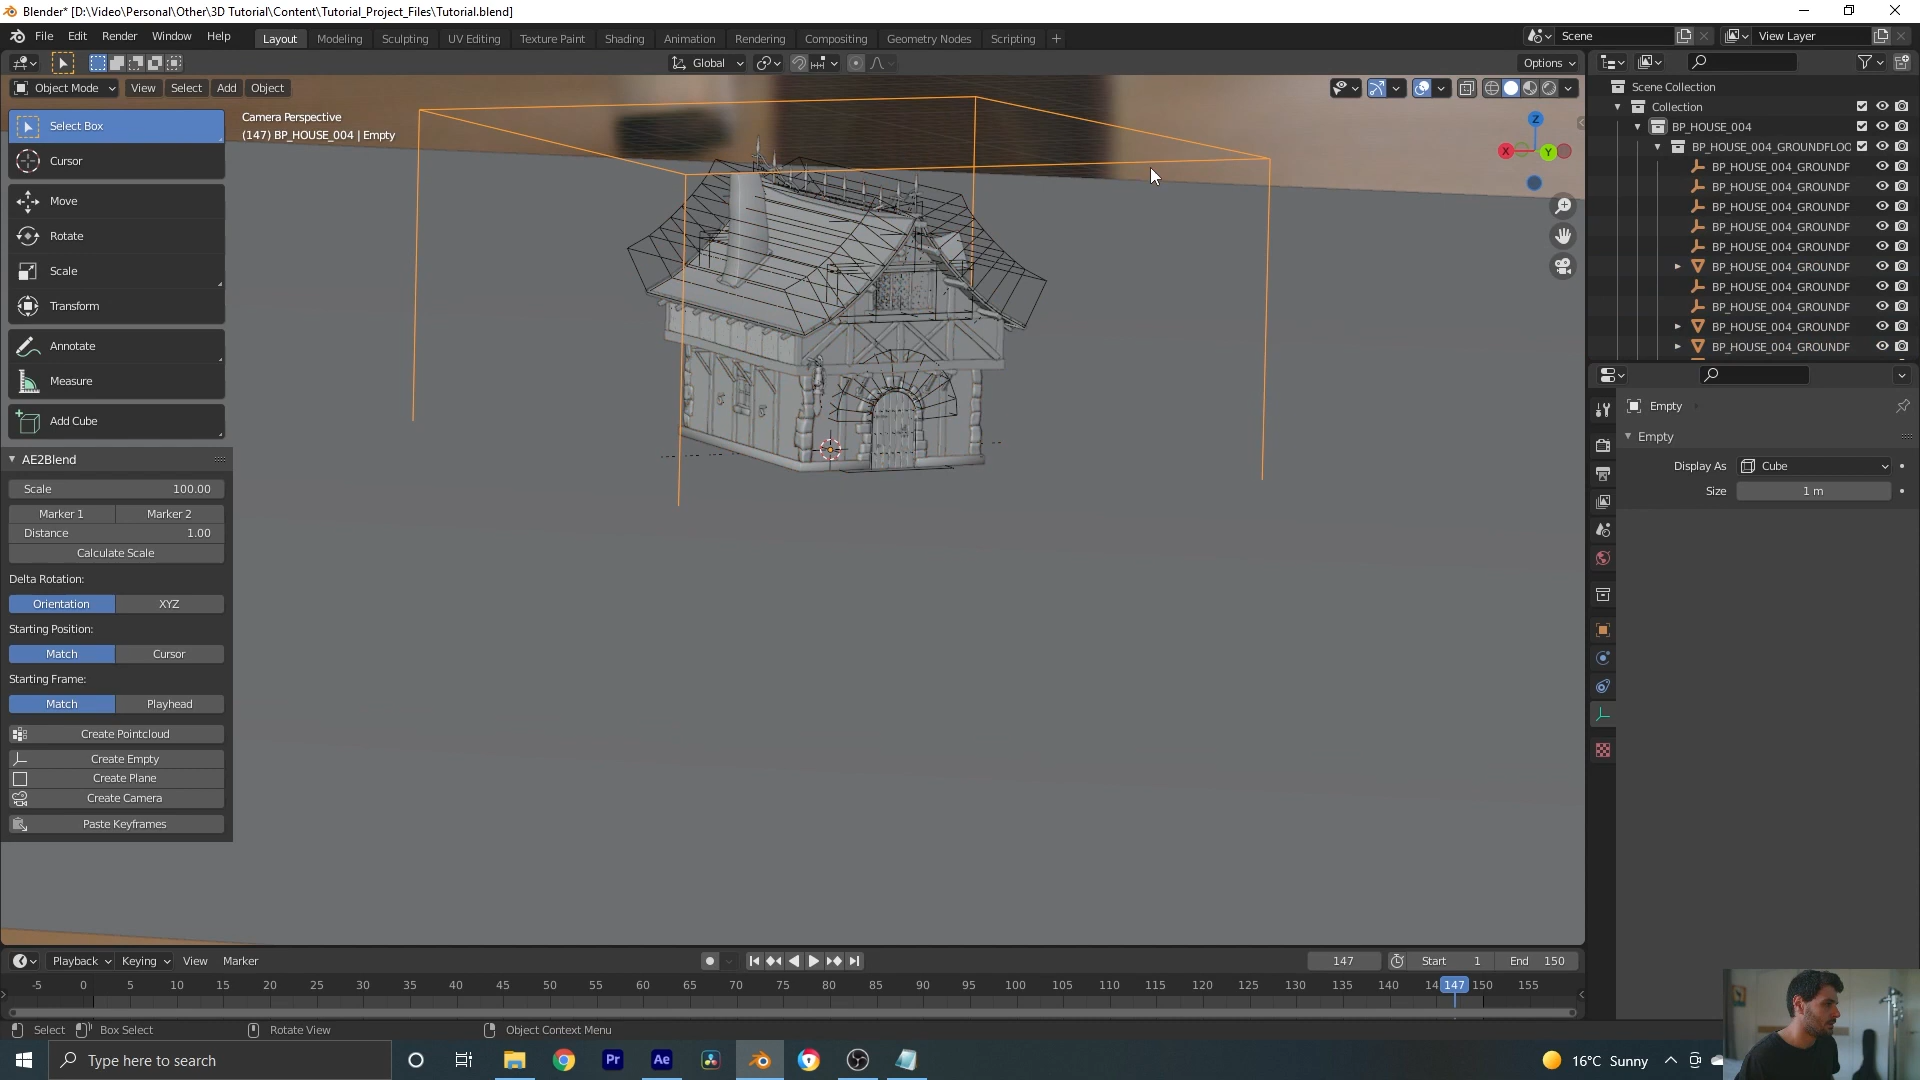 Blender* [D:\Video\Personal\Other\3D Tutorial\Content\Tutorial_Project_Files\Tutorial.blend]
File Edit Render Window Help
Layout Modeling Sculpting UV Editing Texture Paint Shading Animation Rendering Compositing Geometry Nodes Scripting +
Scene View Layer
Global Options
Object Mode View Select Add Object
Select Box
Cursor
Move
Rotate
Scale
Transform
Annotate
Measure
Add Cube
Camera Perspective
(147) BP_HOUSE_004 | Empty
Z
X
Y
AE2Blend
Scale 100.00
Marker 1 Marker 2
Distance 1.00
Calculate Scale
Delta Rotation:
Orientation XYZ
Starting Position:
Match Cursor
Starting Frame:
Match Playhead
Create Pointcloud
Create Empty
Create Plane
Create Camera
Paste Keyframes
Scene Collection
Collection
BP_HOUSE_004
BP_HOUSE_004_GROUNDFLOO
BP_HOUSE_004_GROUNDF
BP_HOUSE_004_GROUNDF
BP_HOUSE_004_GROUNDF
BP_HOUSE_004_GROUNDF
BP_HOUSE_004_GROUNDF
BP_HOUSE_004_GROUNDF
BP_HOUSE_004_GROUNDF
BP_HOUSE_004_GROUNDF
BP_HOUSE_004_GROUNDF
BP_HOUSE_004_GROUNDF
Empty
Empty
Display As Cube
Size 1 m
Playback Keying View Marker 147 Start 1 End 150
-5 0 5 10 15 20 25 30 35 40 45 50 55 60 65 70 75 80 85 90 95 100 105 110 115 120 125 130 135 140 14 147 150 155
Select Box Select Rotate View Object Context Menu
Type here to search
Pr
Ae
16°C Sunny